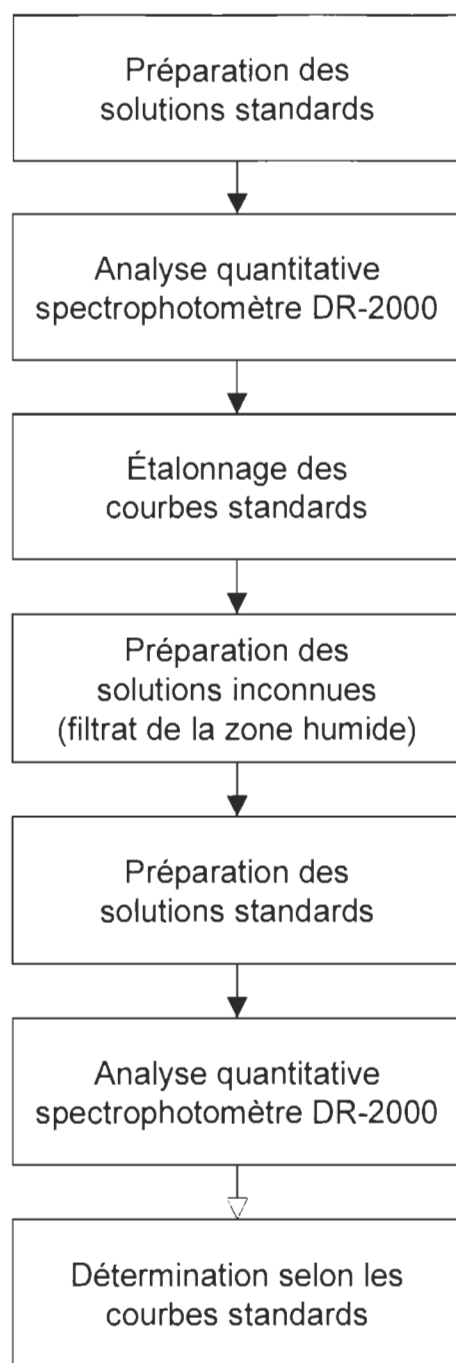 Préparation des
solutions standards
Analyse quantitative
spectrophotomètre DR-2000
Étalonnage des
courbes standards
Préparation des
solutions inconnues
(filtrat de la zone humide)
Préparation des
solutions standards
Analyse quantitative
spectrophotomètre DR-2000
Détermination selon les
courbes standards